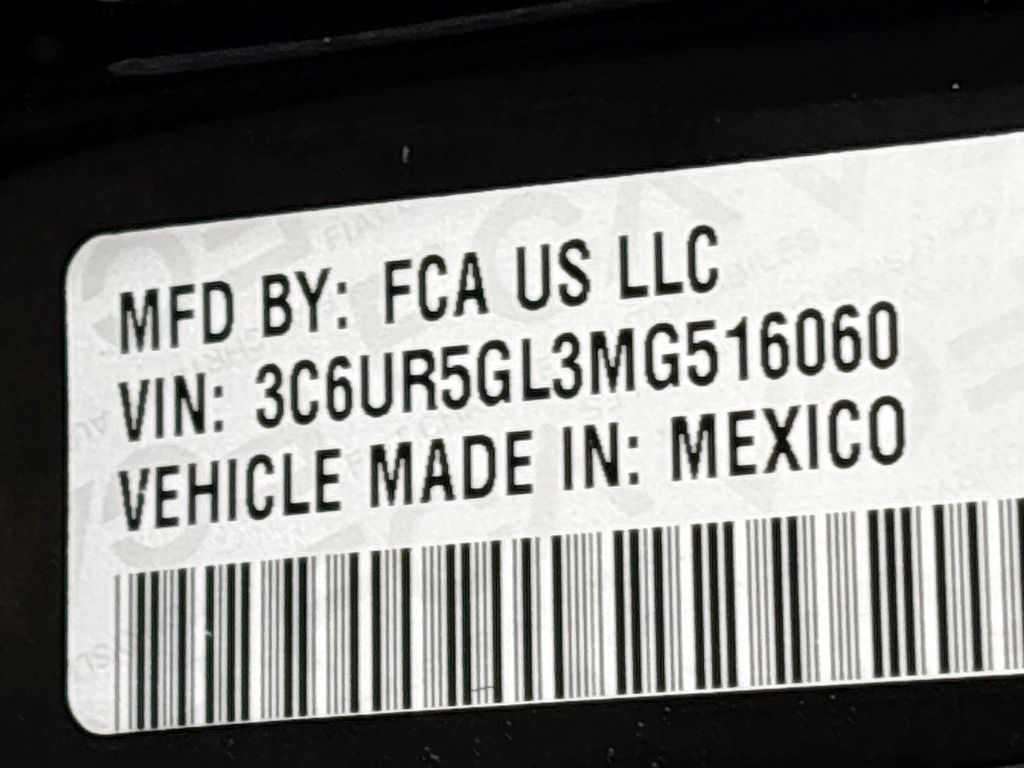 MFD BY: FCA US LLC
VIN: 3C6UR5GL3MG516060
VEHICLE MADE IN: MEXICO